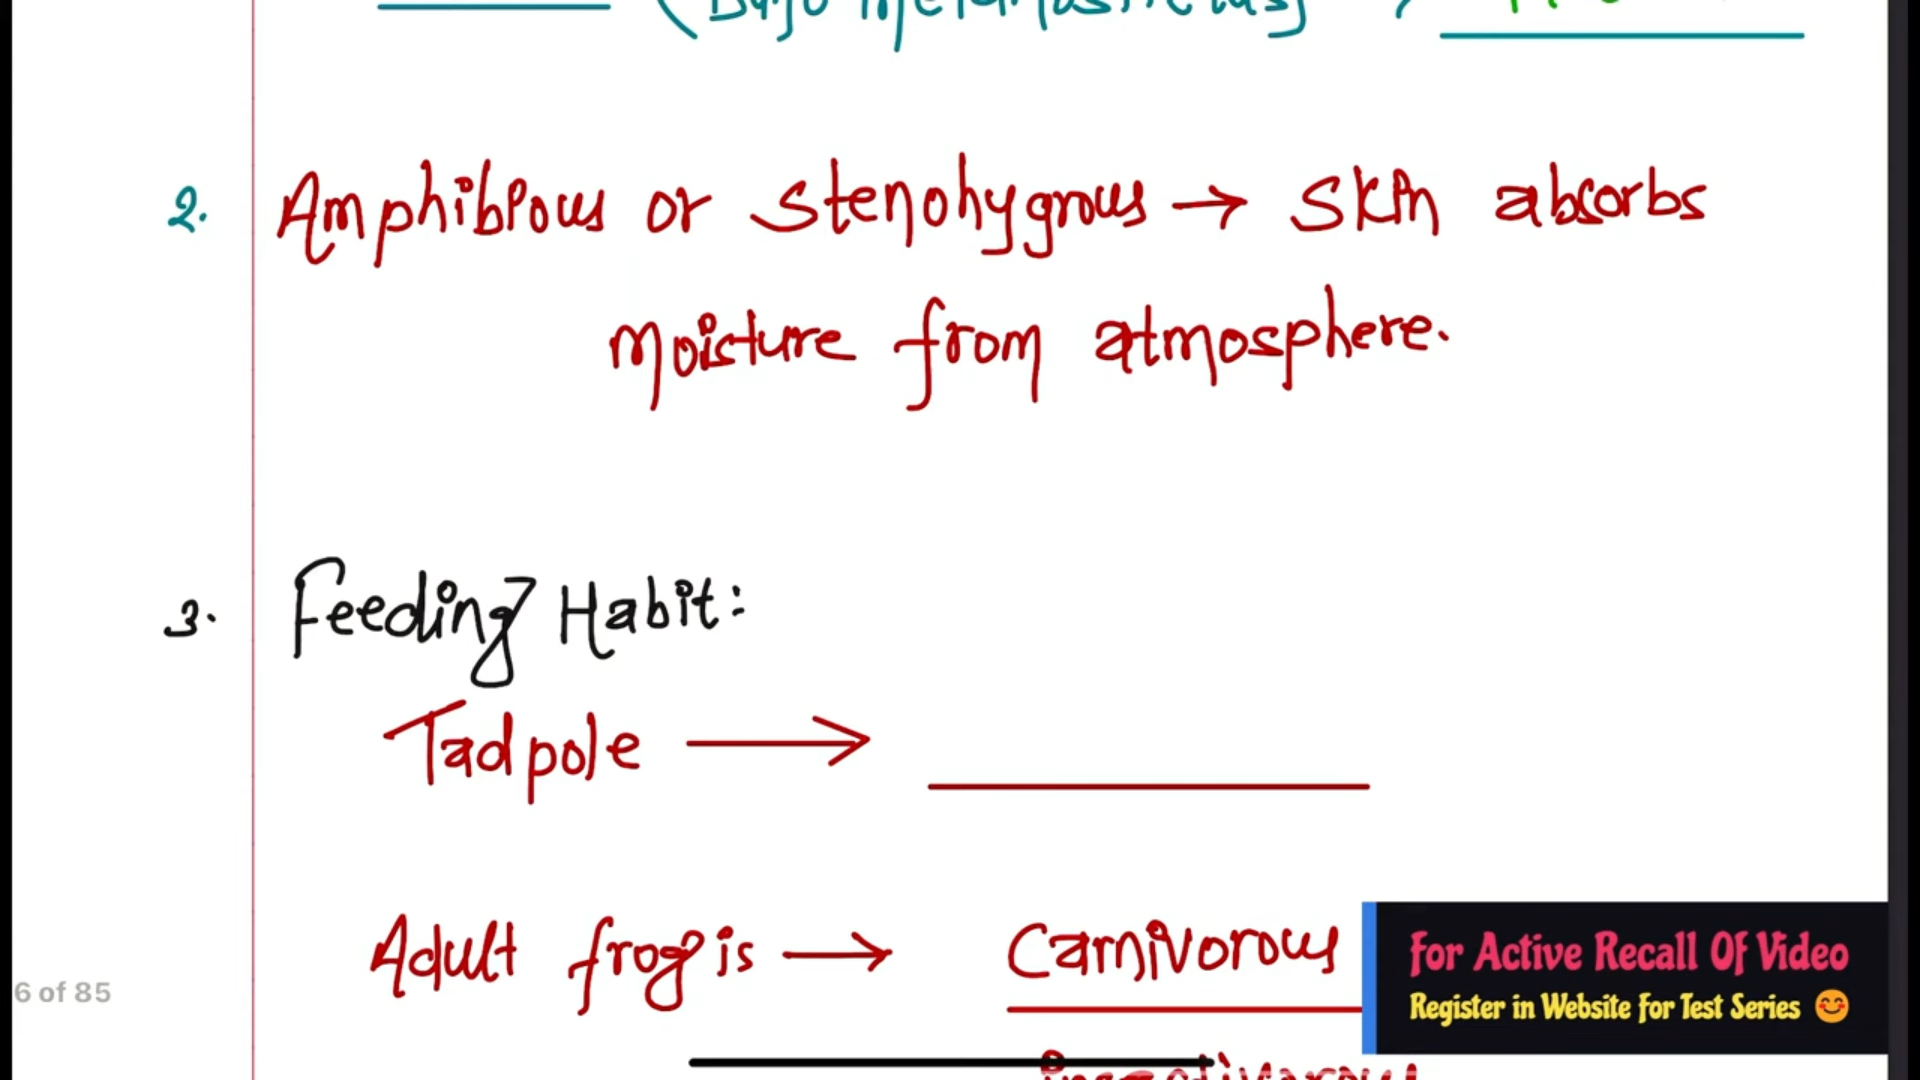 2. Amphibious or stenohygrous → Skin absorbs
moisture from atmosphere.
3. Feeding Habit:
Tadpole →
Adult frog is → Carnivorous
For Active Recall Of Video
Register in Website For Test Series 😊
6 of 85